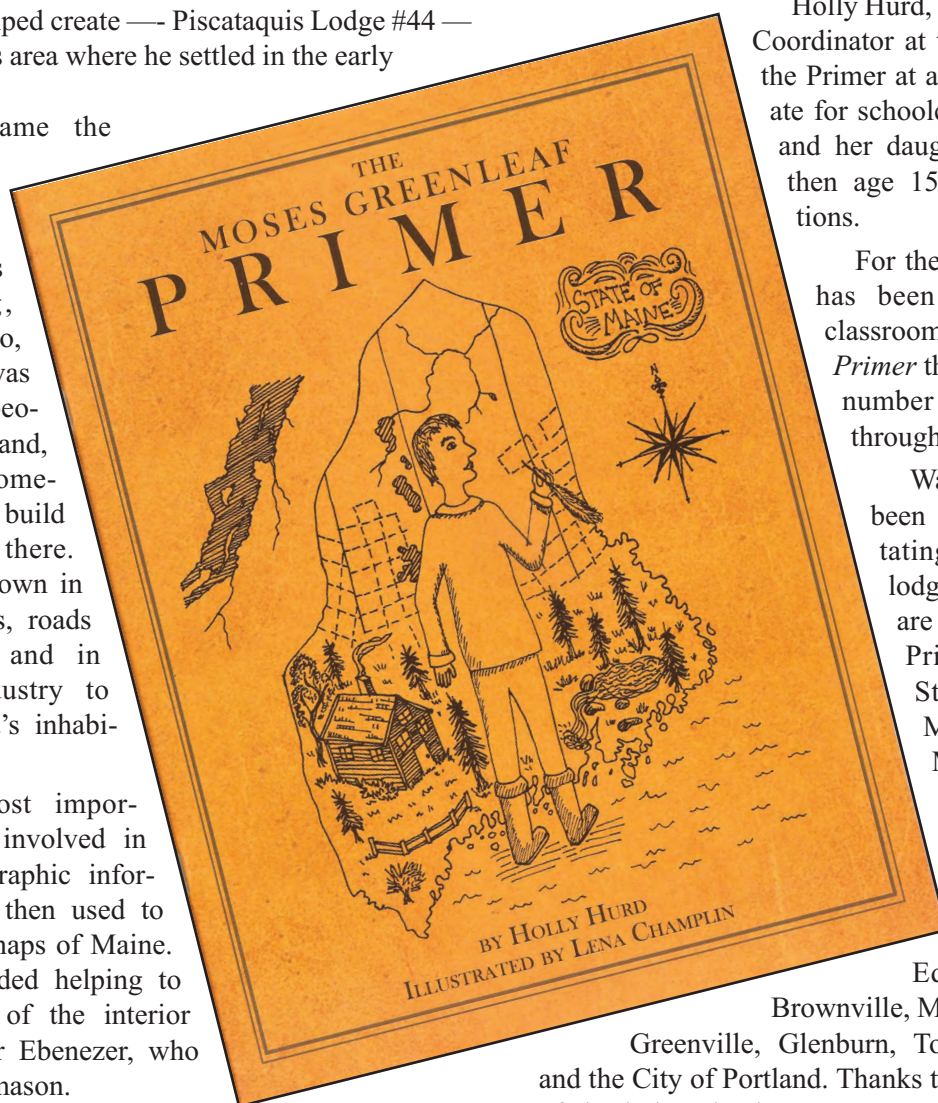 ped create —- Piscataquis Lodge #44 —
s area where he settled in the early
ame the
s
o,
was
eo-
and,
ome-
build
there.
own in
s, roads
and in
ustry to
's inhabi-
ost impor-
involved in
raphic infor-
then used to
maps of Maine.
ded helping to
of the interior
r Ebenezer, who
mason.
THE
MOSES GREENLEAF
PRIMER
STATE OF
MAINE
N
BY HOLLY HURD
ILLUSTRATED BY LENA CHAMPLIN
Holly Hurd,
Coordinator at
the Primer at a
ate for schoole
and her daug
then age 15
tions.
For the
has been
classroom
Primer th
number
through
Wa
been
tating
lodg
are
Pri
St
M
M
Ed
Brownville, M
Greenville, Glenburn, To
and the City of Portland. Thanks t